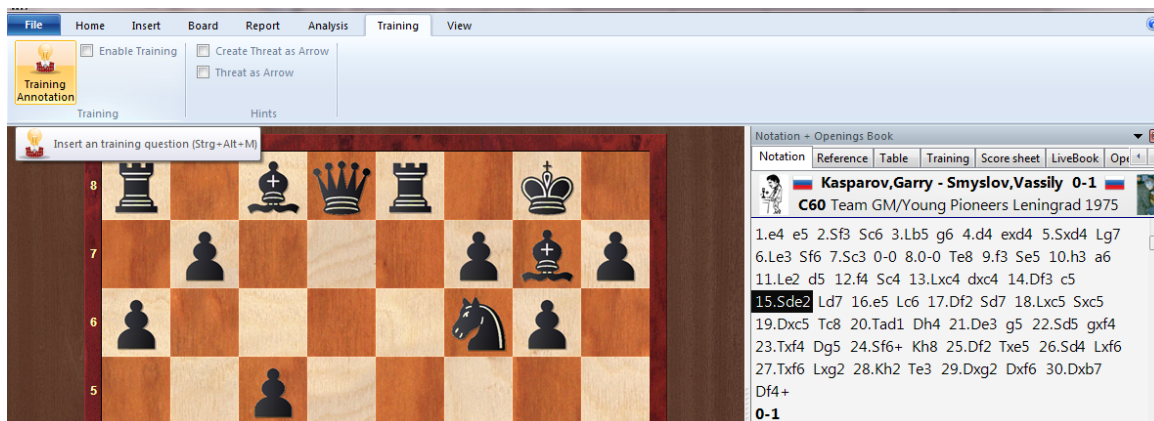 File Home Insert Board Report Analysis Training View
Enable Training
Create Threat as Arrow
Training
Annotation
Threat as Arrow
Training
Hints
Insert an training question (Strg+Alt+M)
8
7
6
5
Notation + Openings Book
Notation Reference Table Training Score sheet LiveBook Ope
Kasparov,Garry - Smyslov,Vassily 0-1
C60 Team GM/Young Pioneers Leningrad 1975
1.e4 e5 2.Sf3 Sc6 3.Lb5 g6 4.d4 exd4 5.Sxd4 Lg7
6.Le3 Sf6 7.Sc3 0-0 8.0-0 Te8 9.f3 Se5 10.h3 a6
11.Le2 d5 12.f4 Sc4 13.Lxc4 dxc4 14.Df3 c5
15.Sde2 Ld7 16.e5 Lc6 17.Df2 Sd7 18.Lxc5 Sxc5
19.Dxc5 Tc8 20.Tad1 Dh4 21.De3 g5 22.Sd5 gxf4
23.Txf4 Dg5 24.Sf6+ Kh8 25.Df2 Txe5 26.Sd4 Lxf6
27.Txf6 Lxg2 28.Kh2 Te3 29.Dxg2 Dxf6 30.Dxb7
Df4+
0-1